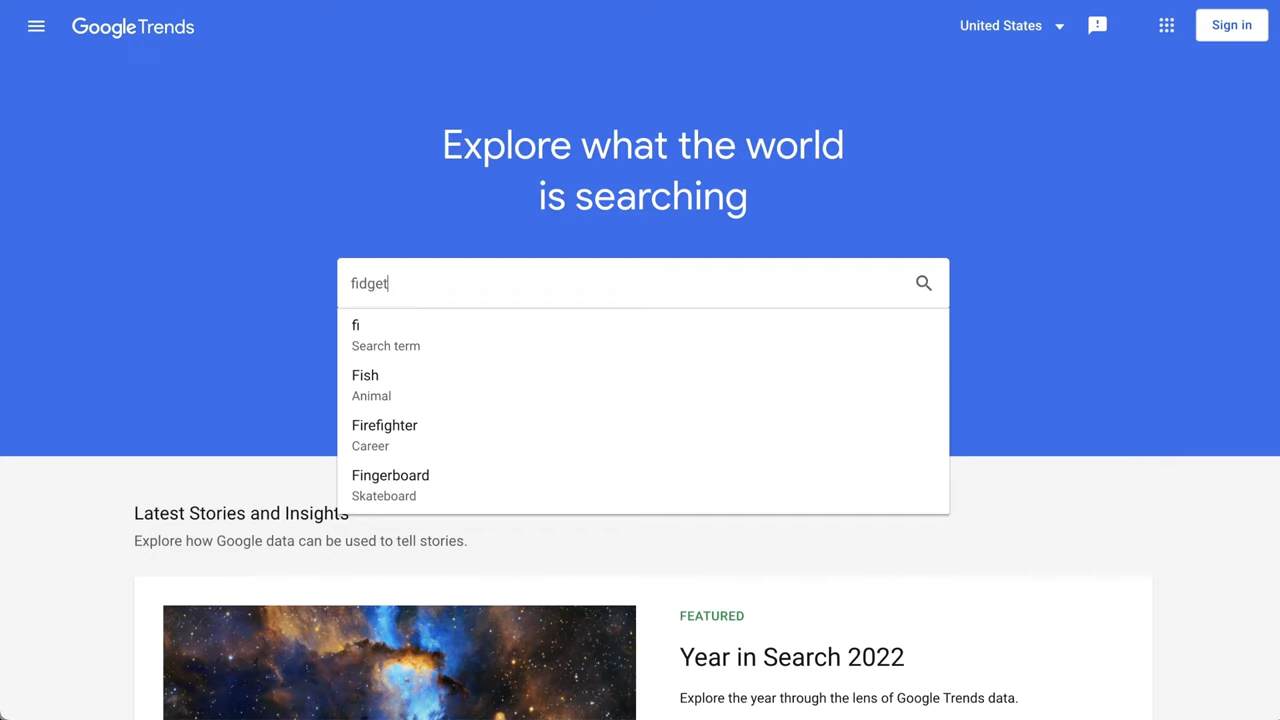 Google Trends
United States
Sign in
Explore what the world
is searching
fidget
fi
Search term
Fish
Animal
Firefighter
Career
Fingerboard
Skateboard
Latest Stories and Insights
Explore how Google data can be used to tell stories.
FEATURED
Year in Search 2022
Explore the year through the lens of Google Trends data.